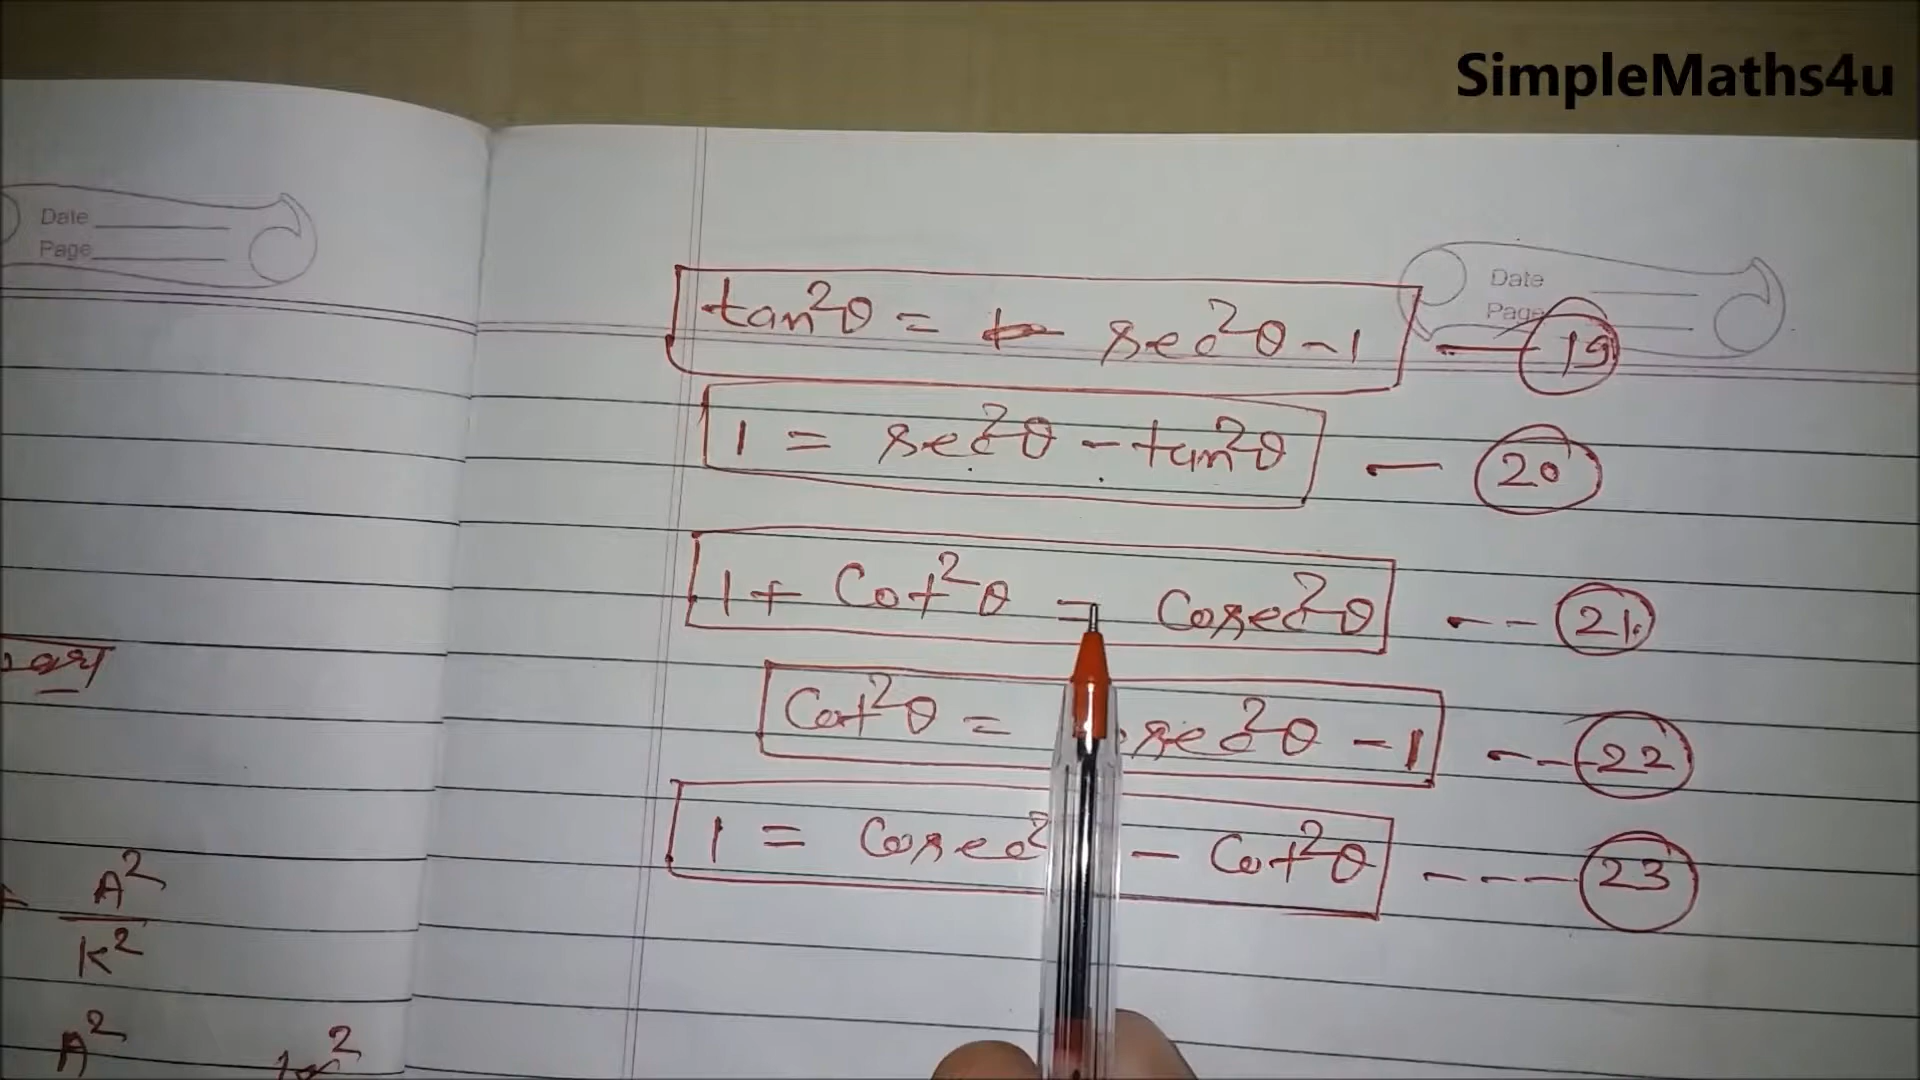 SimpleMaths4u
Date
Page
A²
K²
A²
Date
Page
tan²θ = sec²θ - 1 — 19
1 = sec²θ - tan²θ — 20
1 + Cot²θ = Cosec²θ -- 21
Cot²θ = sec²θ - 1 --- 22
1 = Cosec² - Cot²θ ---- 23